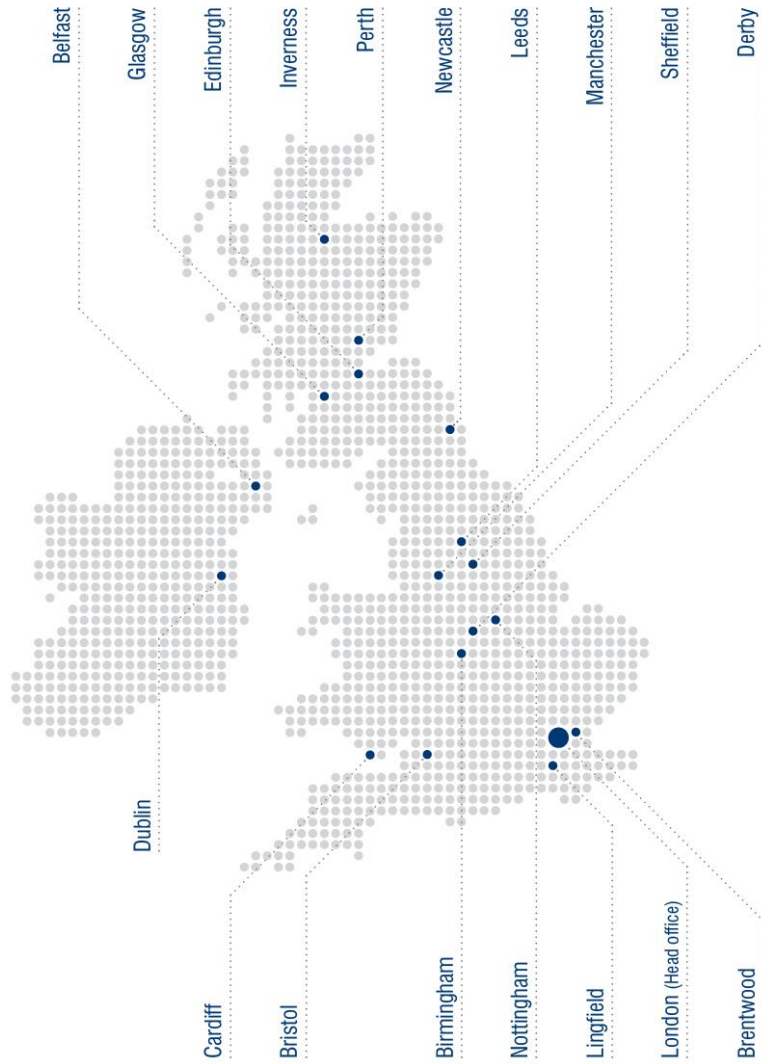 Belfast
Glasgow
Edinburgh
Inverness
Perth
Newcastle
Leeds
Manchester
Sheffield
Derby
Dublin
Cardiff
Bristol
Birmingham
Nottingham
Lingfield
London (Head office)
Brentwood